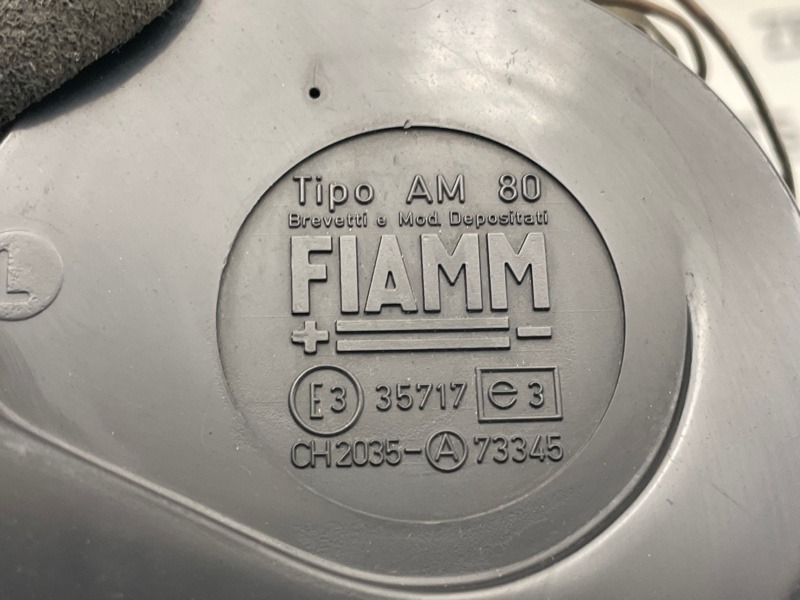 Tipo AM 80
Brevetti e Mod. Depositati
FIAMM
+ -
E3 35717 e3
CH2035-A 73345